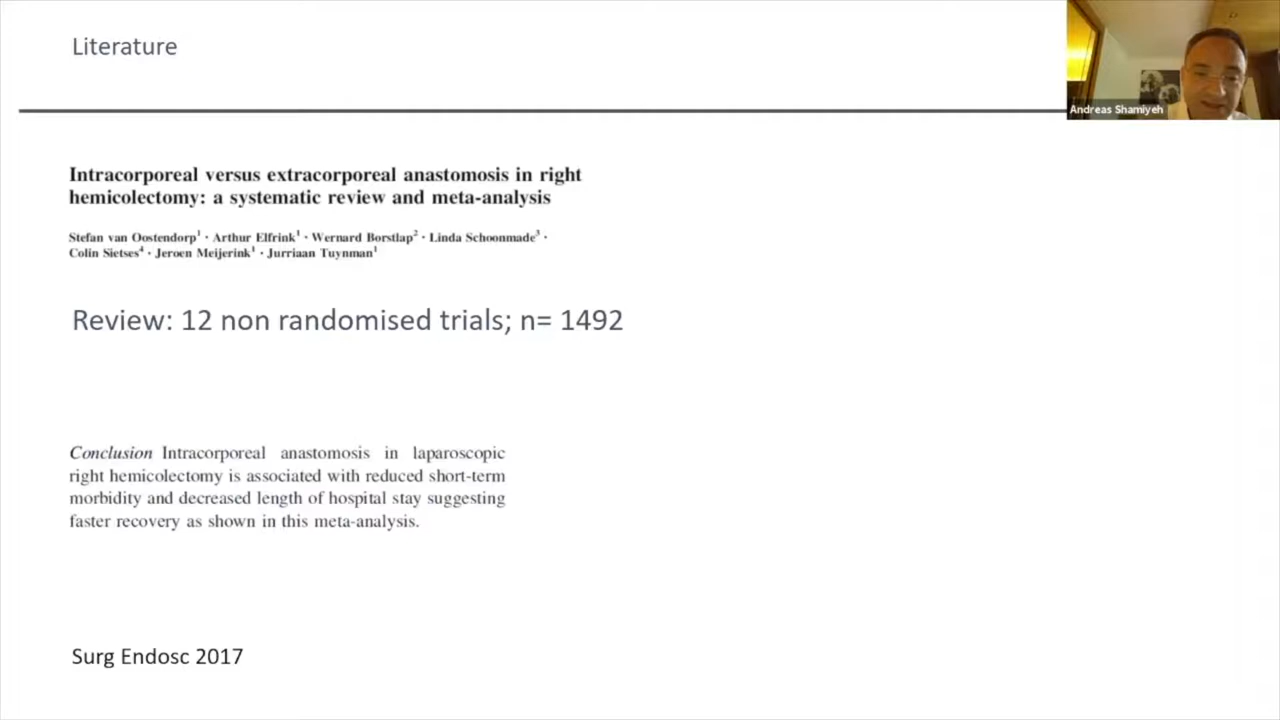 Literature
Andreas Shamiyeh
Intracorporeal versus extracorporeal anastomosis in right
hemicolectomy: a systematic review and meta-analysis
Stefan van Oostendorp¹ · Arthur Elfrink¹ · Wernard Borstlap² · Linda Schoonmade³ ·
Colin Sietses⁴ · Jeroen Meijerink¹ · Jurriaan Tuynman¹
Review: 12 non randomised trials; n= 1492
Conclusion Intracorporeal anastomosis in laparoscopic
right hemicolectomy is associated with reduced short-term
morbidity and decreased length of hospital stay suggesting
faster recovery as shown in this meta-analysis.
Surg Endosc 2017